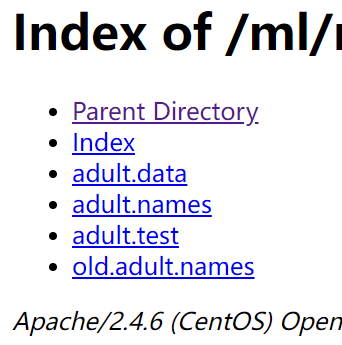 Index of /ml/
Parent Directory
Index
adult.data
adult.names
adult.test
old.adult.names
Apache/2.4.6 (CentOS) Open